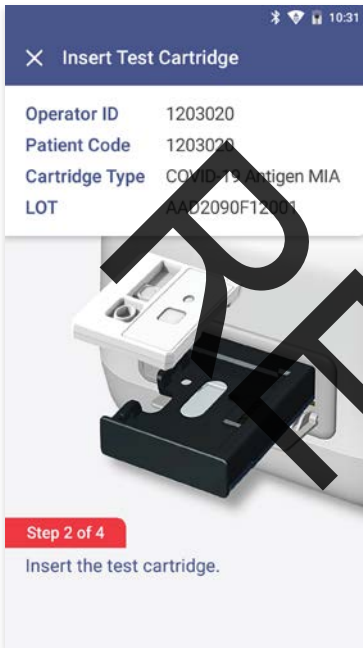 10:31
Insert Test Cartridge
Operator ID 1203020
Patient Code 1203020
Cartridge Type COVID-19 Antigen MIA
LOT AAD2090F12001
Step 2 of 4
Insert the test cartridge.